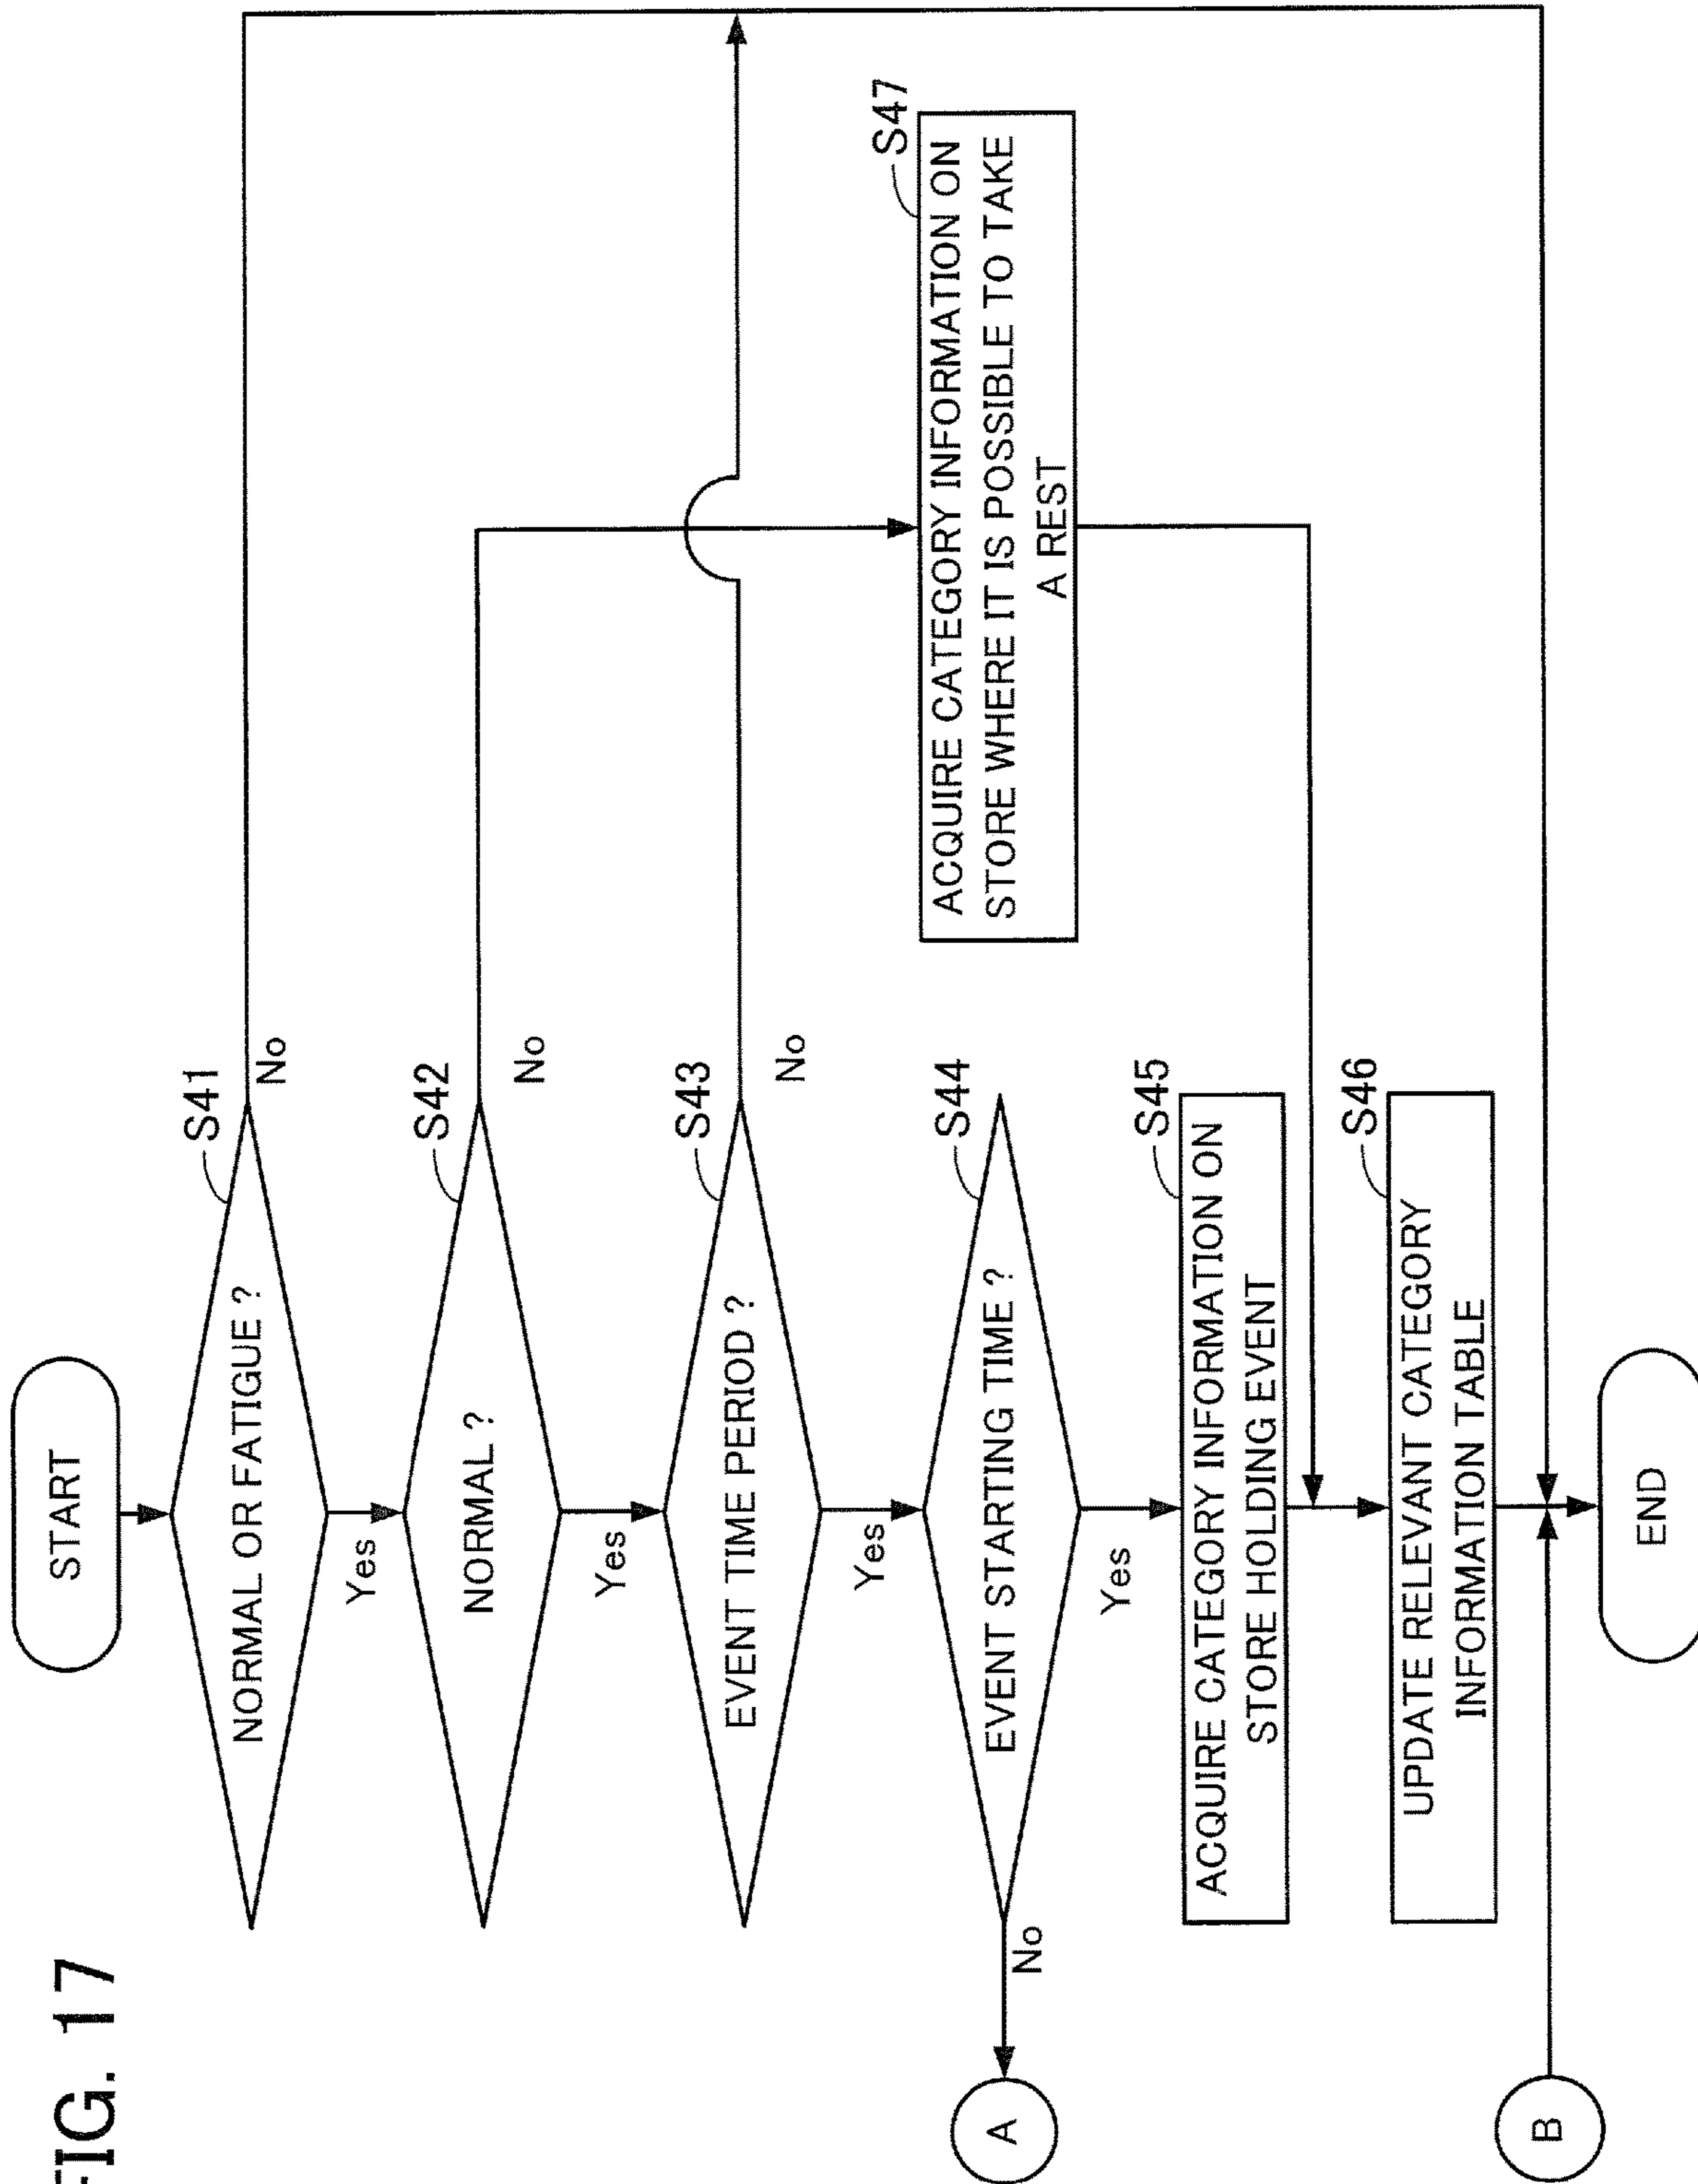 FIG. 17
START
S41
NORMAL OR FATIGUE ?
No
Yes
S42
NORMAL ?
No
Yes
S43
EVENT TIME PERIOD ?
No
Yes
S44
EVENT STARTING TIME ?
No
A
Yes
S45
ACQUIRE CATEGORY INFORMATION ON
STORE HOLDING EVENT
S47
ACQUIRE CATEGORY INFORMATION ON
STORE WHERE IT IS POSSIBLE TO TAKE
A REST
S46
UPDATE RELEVANT CATEGORY
INFORMATION TABLE
B
END